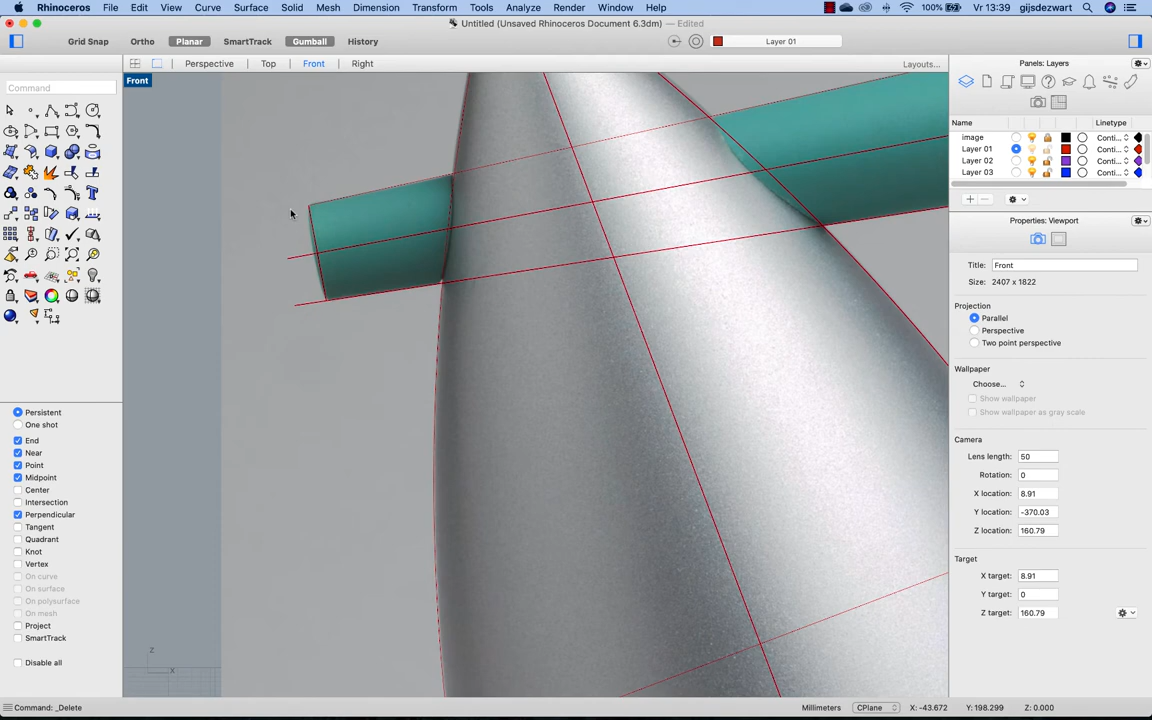 Rhinoceros File Edit View Curve Surface Solid Mesh Dimension Transform Tools Analyze Render Window Help 100% Vr 13:39 gijsdezwart
Untitled (Unsaved Rhinoceros Document 6.3dm) — Edited
Grid Snap Ortho Planar SmartTrack Gumball History Layer 01
Perspective Top Front Right Layouts...
Panels: Layers
Front
Command
Name Linetype
image Conti...
Layer 01 Conti...
Layer 02 Conti...
Layer 03 Conti...
Properties: Viewport
Title: Front
Size: 2407 x 1822
Projection
Parallel
Perspective
Two point perspective
Wallpaper
Choose...
Show wallpaper
Show wallpaper as gray scale
Camera
Lens length: 50
Rotation: 0
X location: 8.91
Y location: -370.03
Z location: 160.79
Target
X target: 8.91
Y target: 0
Z target: 160.79
Persistent
One shot
End
Near
Point
Midpoint
Center
Intersection
Perpendicular
Tangent
Quadrant
Knot
Vertex
On curve
On surface
On polysurface
On mesh
Project
SmartTrack
Disable all
Z
X
Command: _Delete Millimeters CPlane X: -43.672 Y: 198.299 Z: 0.000